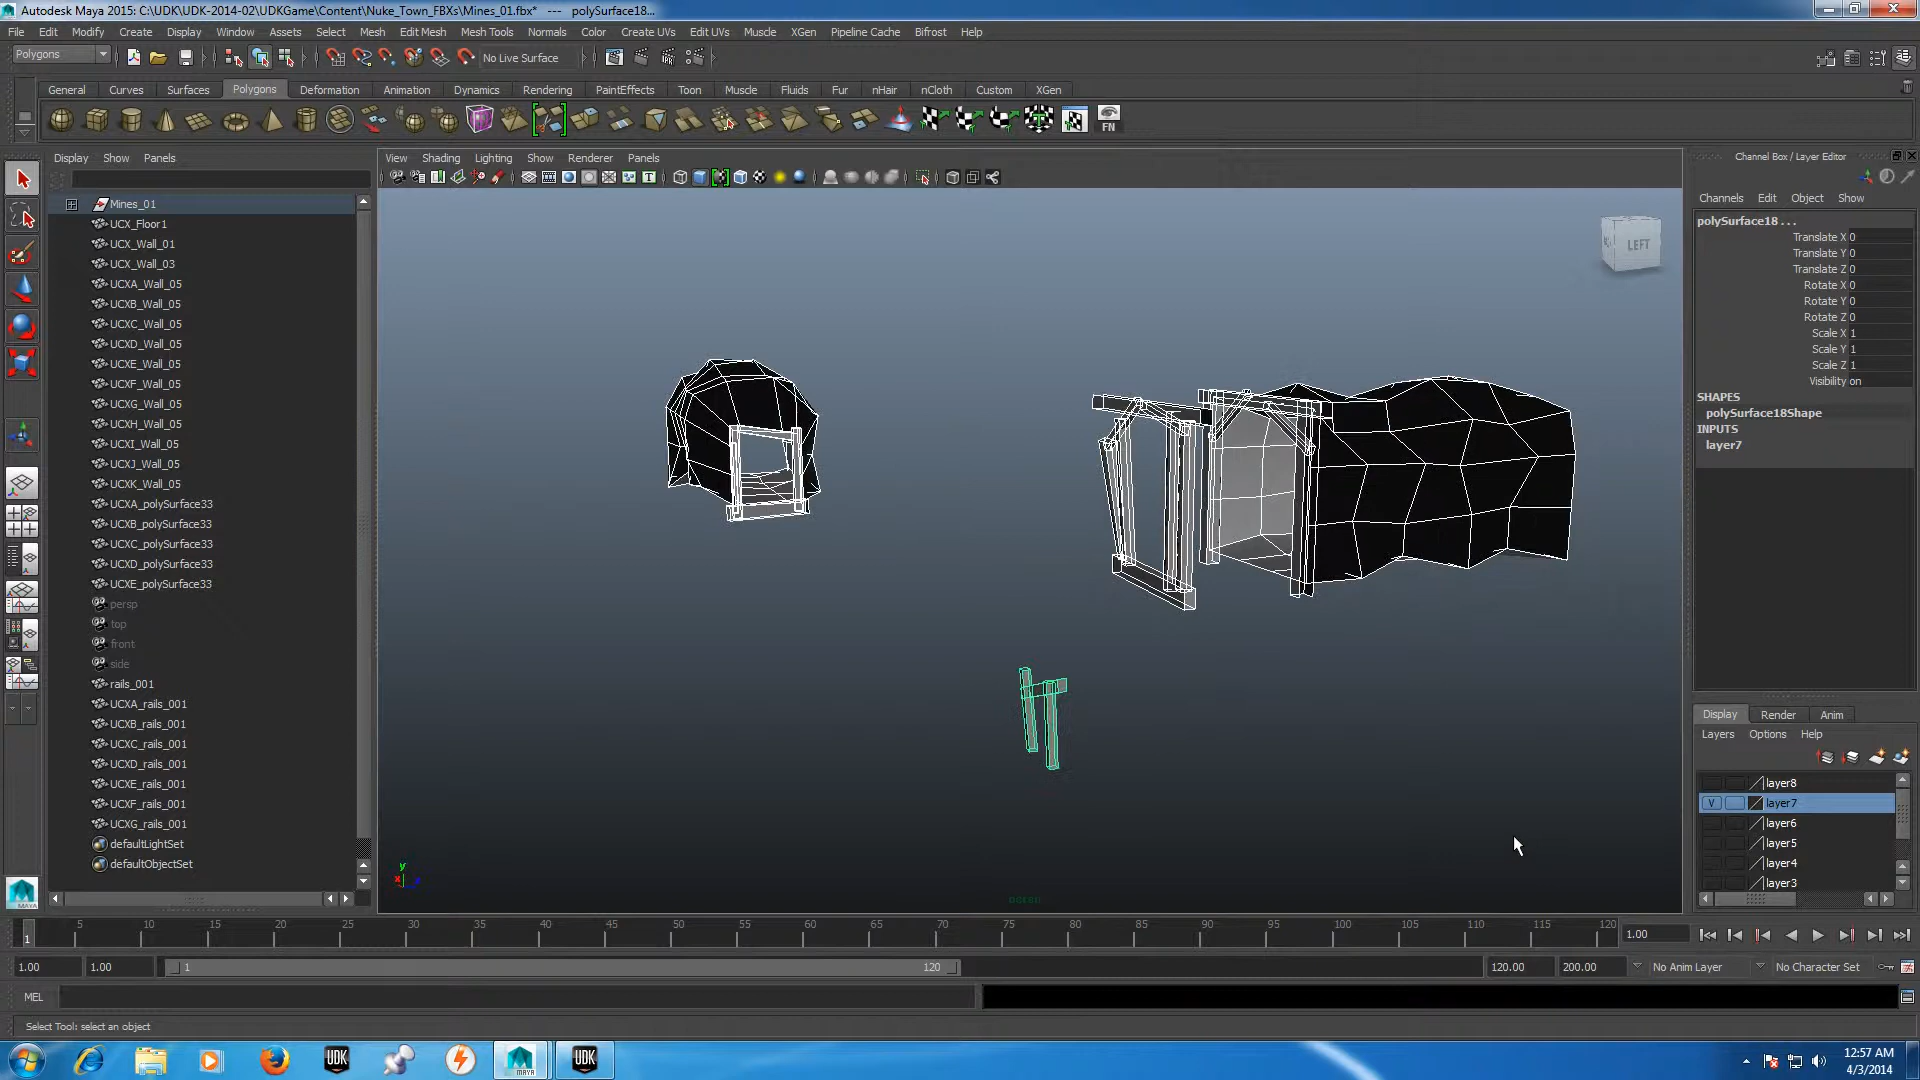 Autodesk Maya 2015: C:\UDK\UDK-2014-02\UDKGame\Content\Nuke_Town_FBXs\Mines_01.fbx* --- polySurface18...
File Edit Modify Create Display Window Assets Select Mesh Edit Mesh Mesh Tools Normals Color Create UVs Edit UVs Muscle XGen Pipeline Cache Bifrost Help
Polygons No Live Surface
General Curves Surfaces Polygons Deformation Animation Dynamics Rendering PaintEffects Toon Muscle Fluids Fur nHair nCloth Custom XGen
FN
Display Show Panels
View Shading Lighting Show Renderer Panels
Channel Box / Layer Editor
Channels Edit Object Show
Mines_01
UCX_Floor1
UCX_Wall_01
UCX_Wall_03
UCXA_Wall_05
UCXB_Wall_05
UCXC_Wall_05
UCXD_Wall_05
UCXE_Wall_05
UCXF_Wall_05
UCXG_Wall_05
UCXH_Wall_05
UCXI_Wall_05
UCXJ_Wall_05
UCXK_Wall_05
UCXA_polySurface33
UCXB_polySurface33
UCXC_polySurface33
UCXD_polySurface33
UCXE_polySurface33
persp
top
front
side
rails_001
UCXA_rails_001
UCXB_rails_001
UCXC_rails_001
UCXD_rails_001
UCXE_rails_001
UCXF_rails_001
UCXG_rails_001
defaultLightSet
defaultObjectSet
LEFT
y
x
polySurface18 . . .
Translate X 0
Translate Y 0
Translate Z 0
Rotate X 0
Rotate Y 0
Rotate Z 0
Scale X 1
Scale Y 1
Scale Z 1
Visibility on
SHAPES
polySurface18Shape
INPUTS
layer7
Display Render Anim
Layers Options Help
layer8
V layer7
layer6
layer5
layer4
layer3
1 5 10 15 20 25 30 35 40 45 50 55 60 65 70 75 80 85 90 95 100 105 110 115 120
1.00
1.00 1.00 1 120 120.00 200.00 No Anim Layer No Character Set
MEL
Select Tool: select an object
UDK MAYA UDK
12:57 AM
4/3/2014